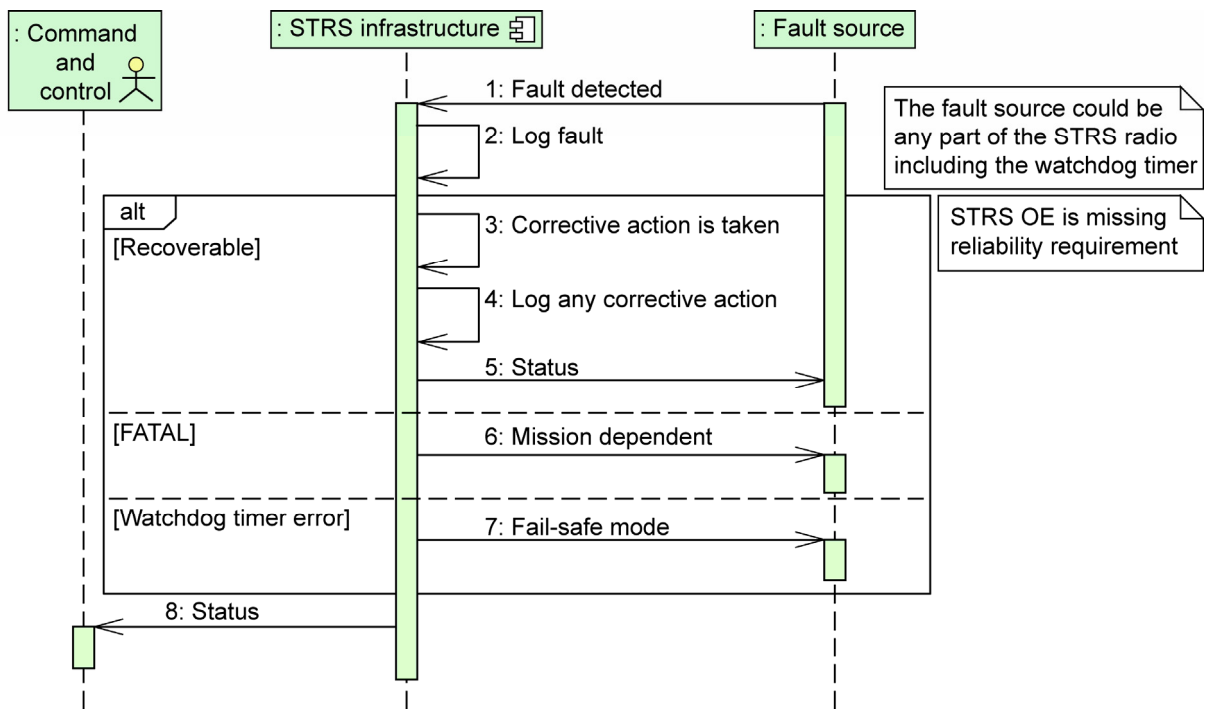 : Command
and
control
: STRS infrastructure
: Fault source
1: Fault detected
The fault source could be
any part of the STRS radio
including the watchdog timer
2: Log fault
alt
[Recoverable]
3: Corrective action is taken
STRS OE is missing
reliability requirement
4: Log any corrective action
5: Status
[FATAL]
6: Mission dependent
[Watchdog timer error]
7: Fail-safe mode
8: Status